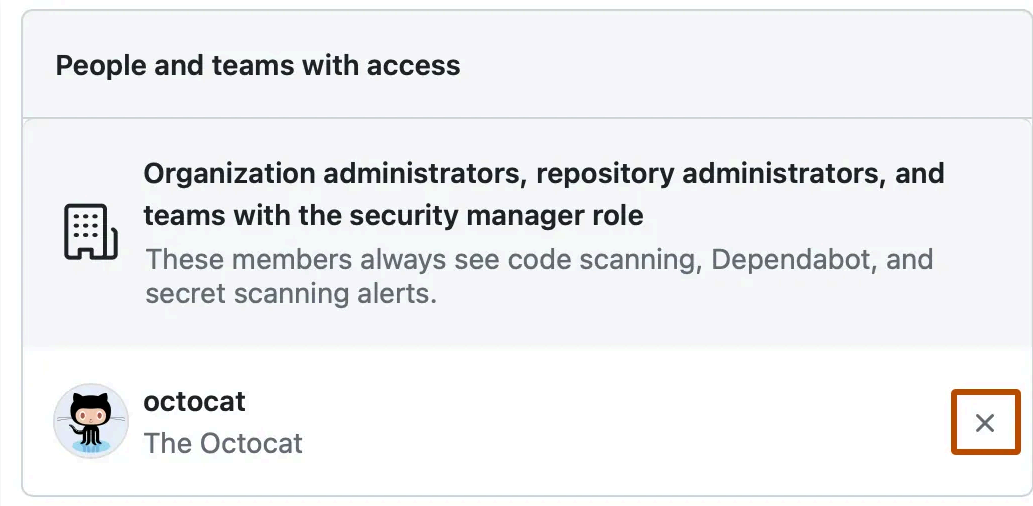 People and teams with access
Organization administrators, repository administrators, and
teams with the security manager role
These members always see code scanning, Dependabot, and
secret scanning alerts.
octocat
The Octocat